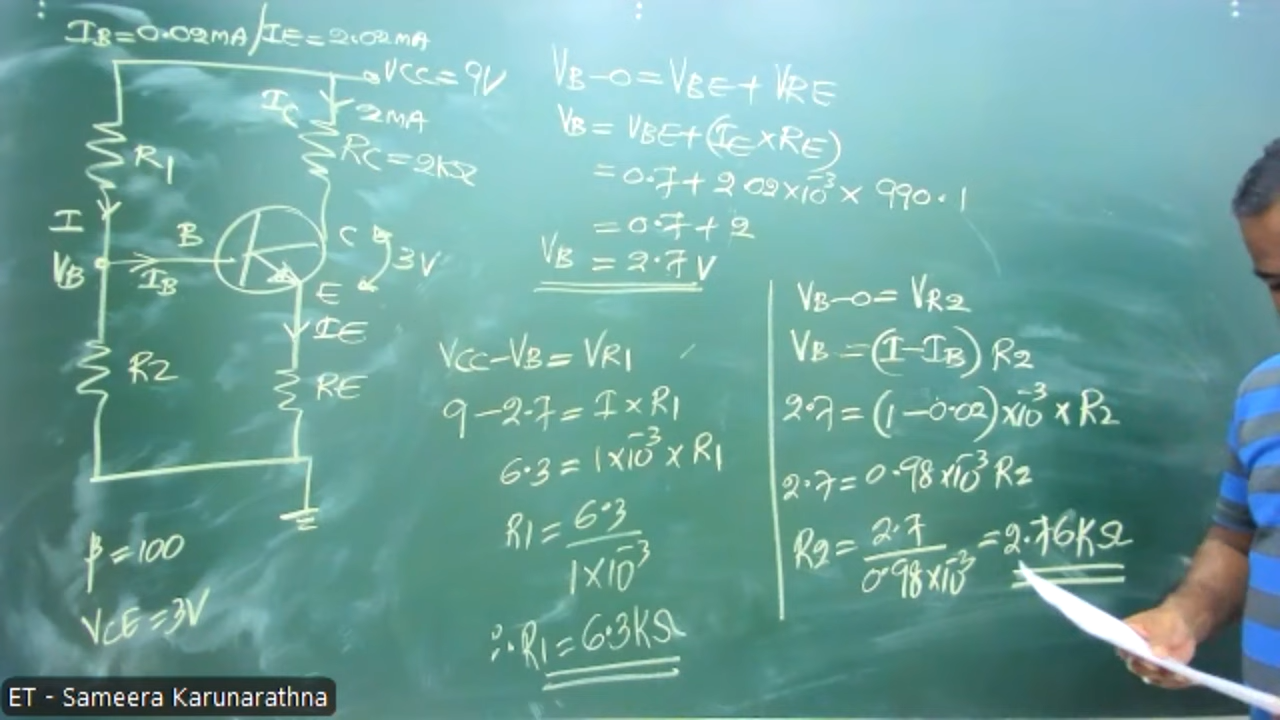 IB=0.02mA/IE=2.02mA
VCC=9V
IC
2mA
R1
RC=2KΩ
I
B
C
VB
IB
3V
E
IE
R2
RE
β=100
VCE=3V
VB-0=VBE+VRE
VB=VBE+(IE×RE)
=0.7+2.02×10⁻³×990.1
=0.7+2
VB=2.7V
VCC-VB=VR1
9-2.7=I×R1
6.3=1×10⁻³×R1
R1=6.3/1×10⁻³
∴R1=6.3KΩ
VB-0=VR2
VB=(I-IB)R2
2.7=(1-0.02)×10⁻³×R2
2.7=0.98×10⁻³R2
R2=2.7/0.98×10⁻³=2.76KΩ
ET - Sameera Karunarathna